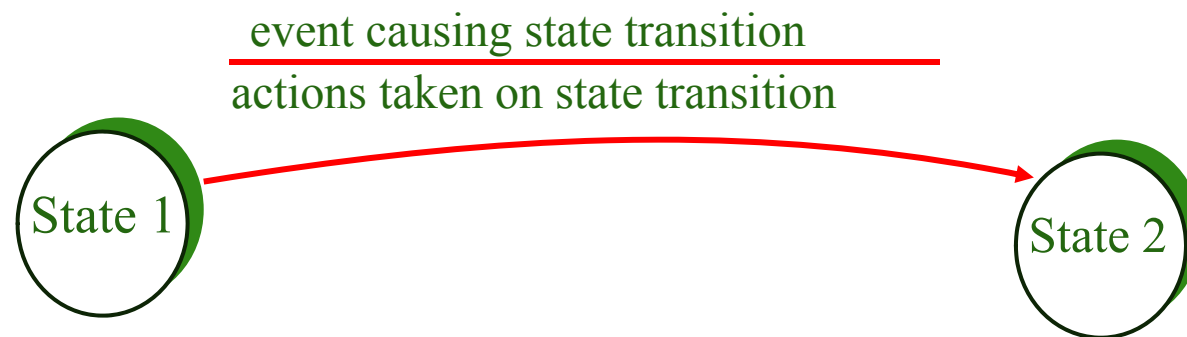 event causing state transition
actions taken on state transition
State 1
State 2